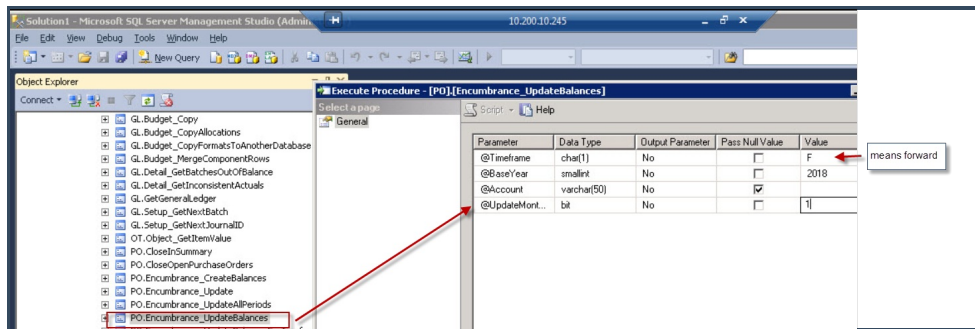 Solution1 - Microsoft SQL Server Management Studio (Admin
10.200.10.245
File Edit View Debug Tools Window Help
New Query
Object Explorer
Connect
GL.Budget_Copy
GL.Budget_CopyAllocations
GL.Budget_CopyFormatsToAnotherDatabase
GL.Budget_MergeComponentRows
GL.Detail_GetBatchesOutOfBalance
GL.Detail_GetInconsistentActuals
GL.GetGeneralLedger
GL.Setup_GetNextBatch
GL.Setup_GetNextJournalID
OT.Object_GetItemValue
PO.CloseInSummary
PO.CloseOpenPurchaseOrders
PO.Encumbrance_CreateBalances
PO.Encumbrance_Update
PO.Encumbrance_UpdateAllPeriods
PO.Encumbrance_UpdateBalances
Execute Procedure - [PO].[Encumbrance_UpdateBalances]
Select a page
General
Script Help
Parameter Data Type Output Parameter Pass Null Value Value
@Timeframe char(1) No F
@BaseYear smallint No 2018
@Account varchar(50) No
@UpdateMont... bit No 1
means forward